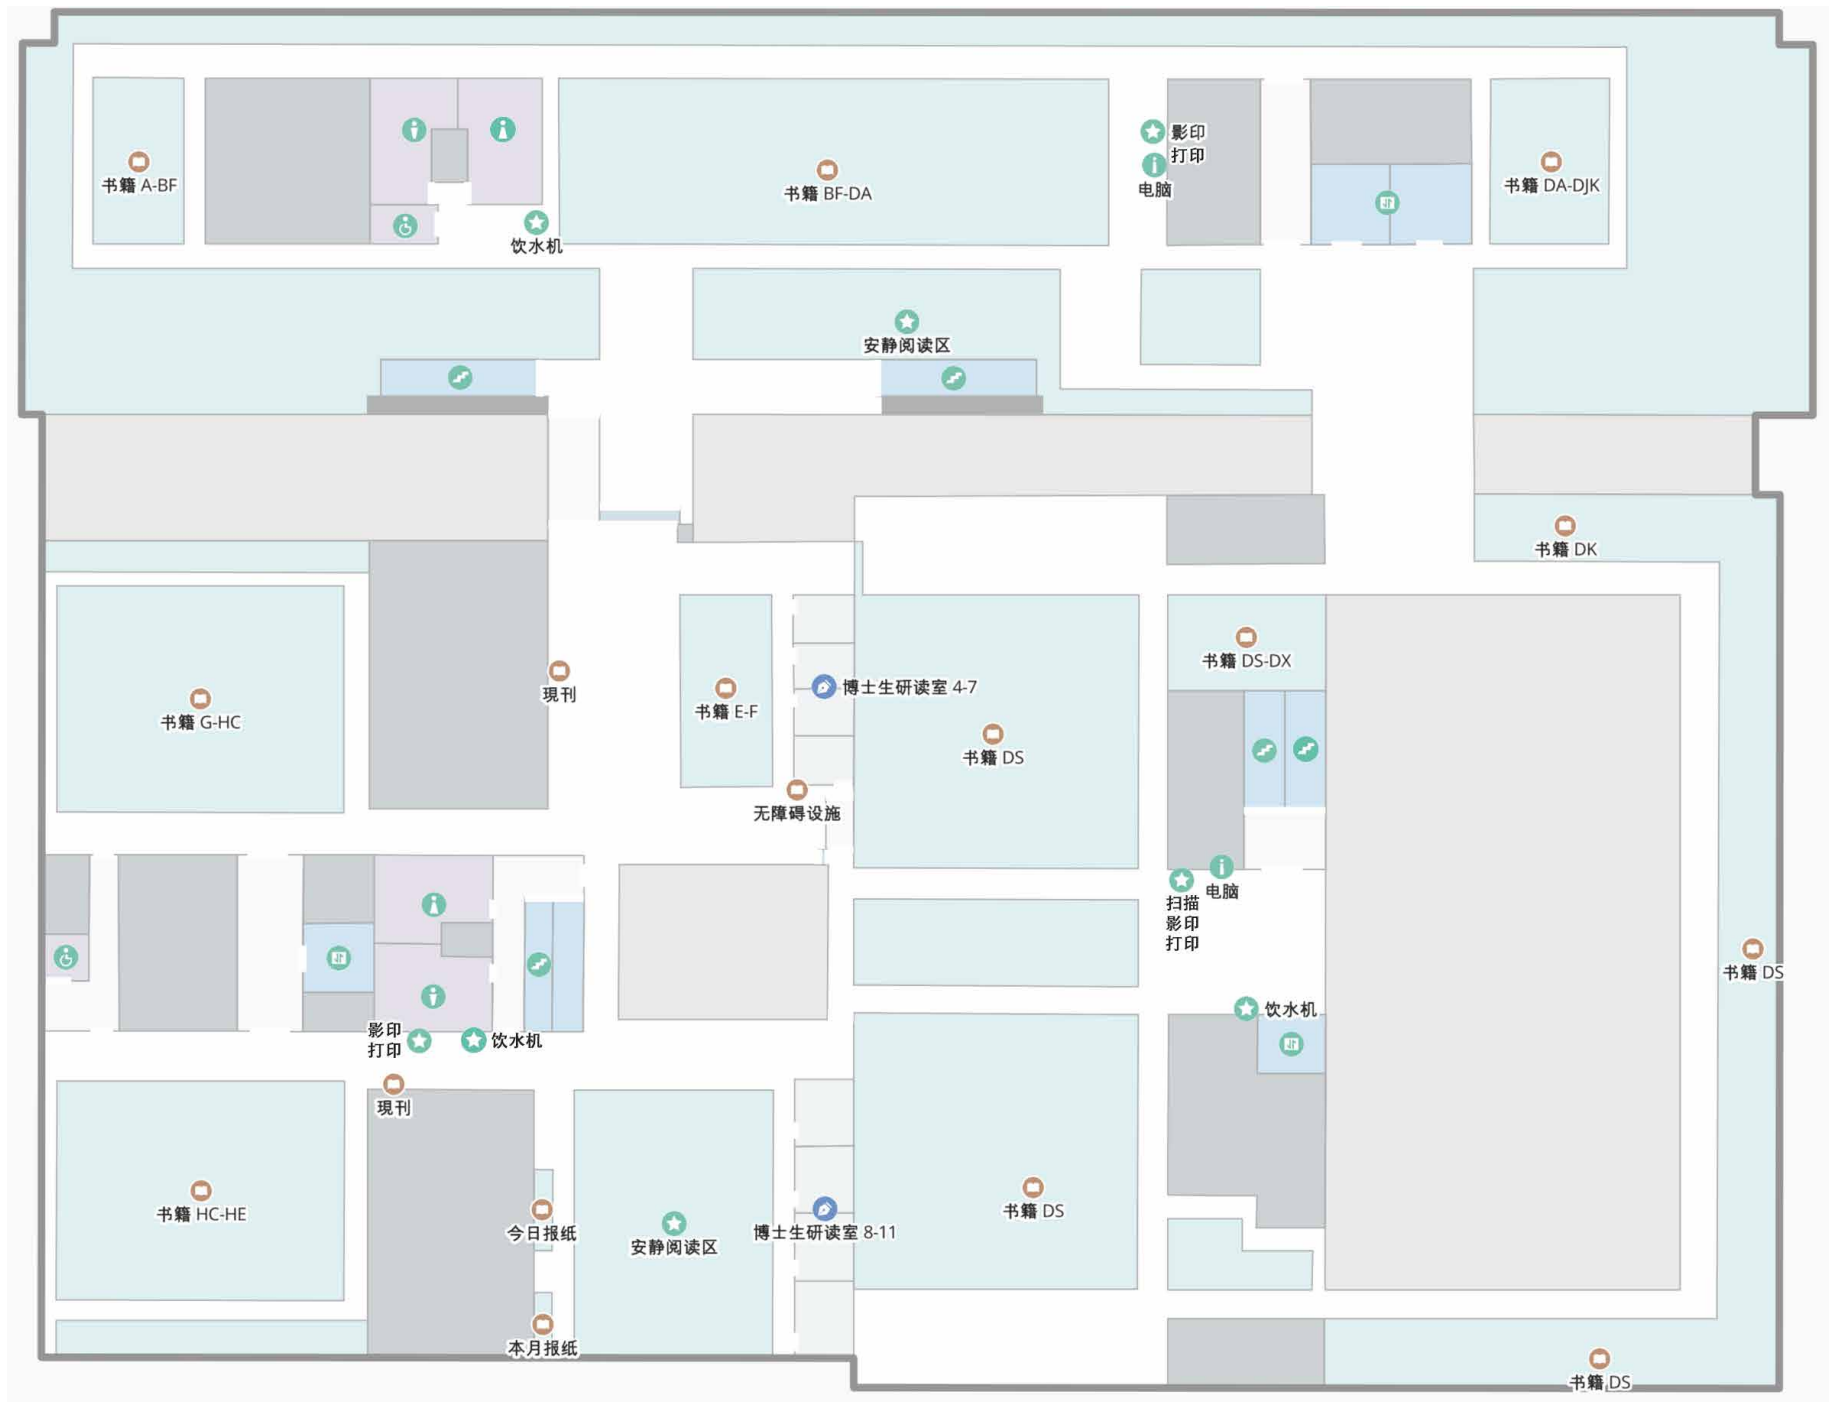 影印
打印
书籍 A-BF
书籍 BF-DA
电脑
书籍 DA-DJK
饮水机
安静阅读区
书籍 DK
书籍 DS-DX
博士生研读室 4-7
現刊
书籍 E-F
书籍 G-HC
书籍 DS
无障碍设施
电脑
扫描
影印
打印
书籍 DS
饮水机
影印
打印
饮水机
現刊
书籍 HC-HE
书籍 DS
今日报纸
博士生研读室 8-11
安静阅读区
本月报纸
书籍 DS